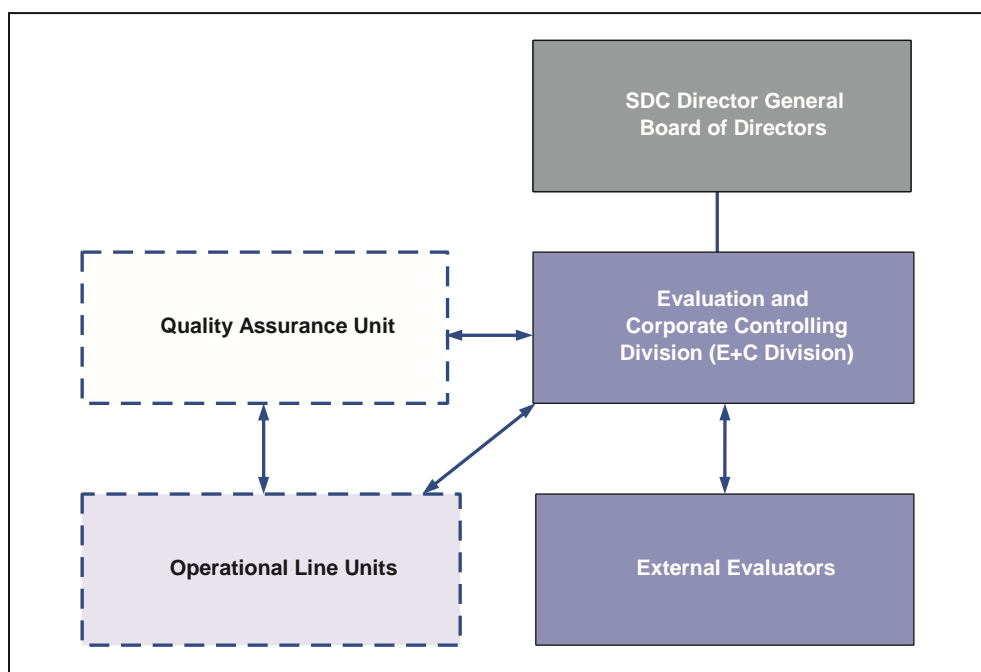 SDC Director General
Board of Directors
Quality Assurance Unit
Evaluation and
Corporate Controlling
Division (E+C Division)
Operational Line Units
External Evaluators